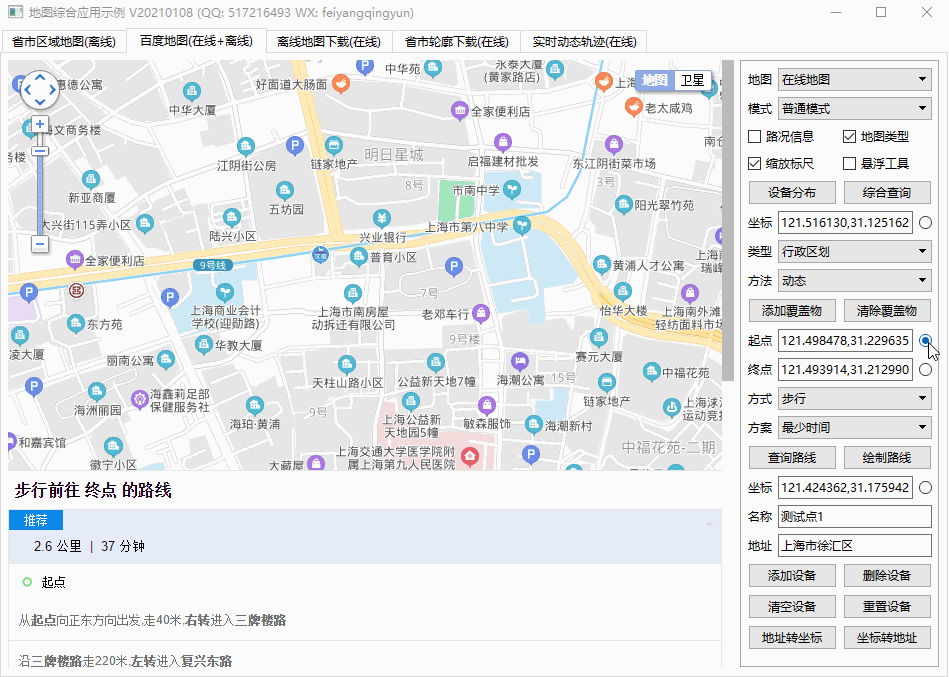 地图综合应用示例 V20210108 (QQ: 517216493 WX: feiyangqingyun)
省市区域地图(离线)
百度地图(在线+离线)
离线地图下载(在线)
省市轮廓下载(在线)
实时动态轨迹(在线)
惠德公寓
中华大厦
好面道大肠面
中华苑
永泰大厦
(黄家路店)
地图
卫星
老太咸鸡
全家便利店
海文商务楼
江阴街公房
链家地产
明日星城
启福建材批发
东江阴街菜市场
新亚商厦
五坊园
8号
市南中学
3号
阳光翠竹苑
大兴街115弄小区
陆兴小区
兴业银行
上海市第八中学
全家便利店
9号线
普育小区
黄浦人才公寓
上海商业会计
学校(迎勋路)
上海市南房屋
动拆迁有限公司
7号
老邓车行
怡华大楼
上海南外滩
轻纺面料市场
东方苑
凌大厦
华教大厦
9号楼
丽南公寓
天柱山路小区
公益新天地7幢
海潮公寓
15号
赛元大厦
中福花苑
海洲丽园
海鑫莉足部
保健服务社
海珀·黄浦
9号
上海公益新
天地园5幢
敏森服饰
链家地产
海潮新村
和嘉宾馆
徽宁小区
大藏屋
上海交通大学医学院附
属上海第九人民医院
中福花苑-二期
步行前往 终点 的路线
推荐
2.6 公里 | 37 分钟
起点
从起点向正东方向出发,走40米,右转进入三牌楼路
沿三牌楼路走220米,左转进入复兴东路
地图 在线地图
模式 普通模式
路况信息 地图类型
缩放标尺 悬浮工具
设备分布 综合查询
坐标 121.516130,31.125162
类型 行政区划
方法 动态
添加覆盖物 清除覆盖物
起点 121.498478,31.229635
终点 121.493914,31.212990
方式 步行
方案 最少时间
查询路线 绘制路线
坐标 121.424362,31.175942
名称 测试点1
地址 上海市徐汇区
添加设备 删除设备
清空设备 重置设备
地址转坐标 坐标转地址